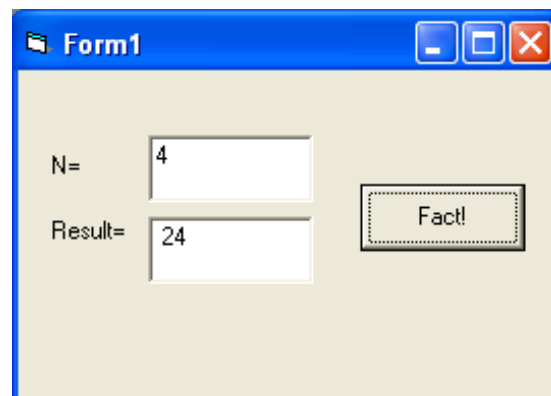 Form1
N=
4
Result=
24
Fact!